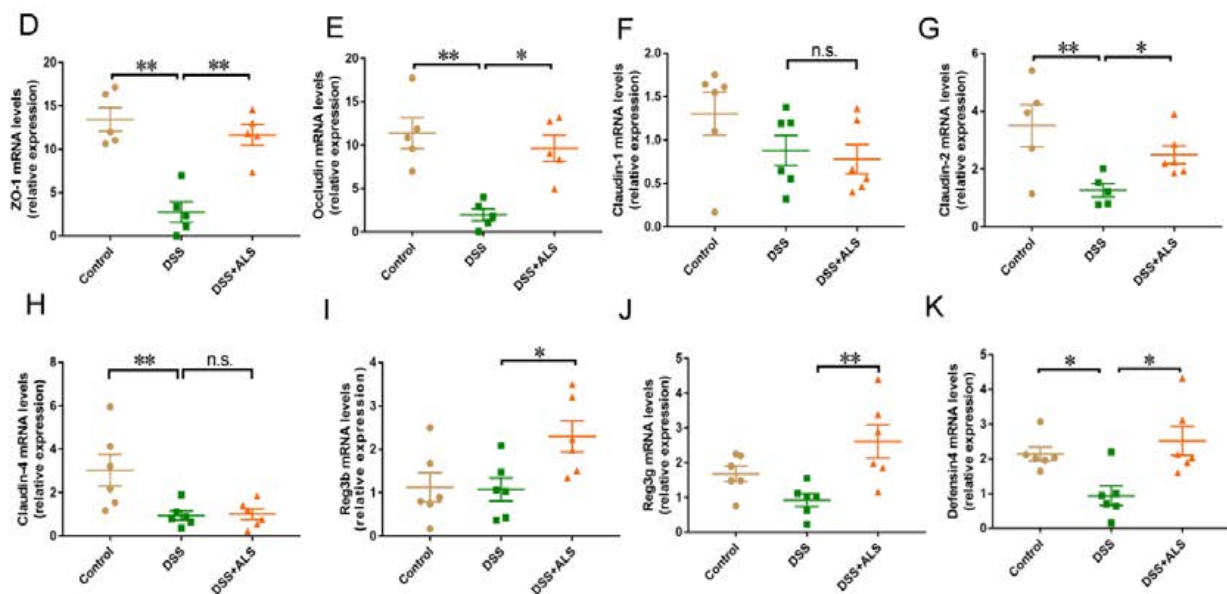 D
ZO-1 mRNA levels
(relative expression)
20
15
10
5
0
** **
Control DSS DSS+ALS
E
Occludin mRNA levels
(relative expression)
20
15
10
5
0
** *
Control DSS DSS+ALS
F
Claudin-1 mRNA levels
(relative expression)
2.0
1.5
1.0
0.5
0.0
n.s.
Control DSS DSS+ALS
G
Claudin-2 mRNA levels
(relative expression)
6
4
2
0
** *
Control DSS DSS+ALS
H
Claudin-4 mRNA levels
(relative expression)
8
6
4
2
0
** n.s.
Control DSS DSS+ALS
I
Reg3b mRNA levels
(relative expression)
4
3
2
1
0
*
Control DSS DSS+ALS
J
Reg3g mRNA levels
(relative expression)
5
4
3
2
1
0
**
Control DSS DSS+ALS
K
Defensin4 mRNA levels
(relative expression)
5
4
3
2
1
0
* *
Control DSS DSS+ALS